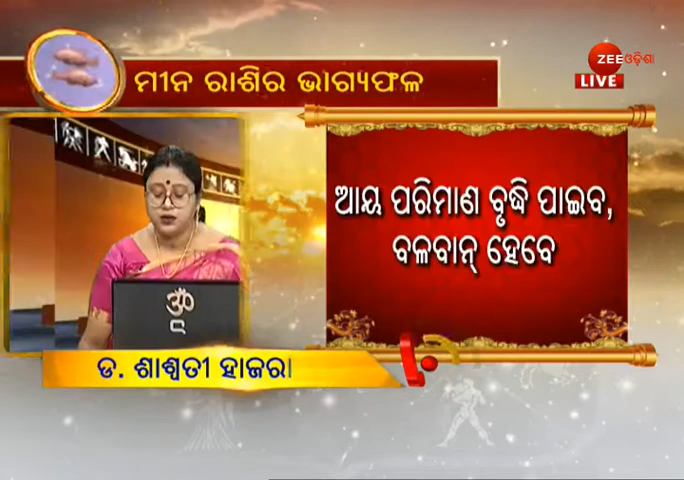 ମୀନ ରାଶିର ଭାଗ୍ୟଫଳ
ZEE ଓଡ଼ିଶା
LIVE
ଆୟ ପରିମାଣ ବୃଦ୍ଧି ପାଇବ,
ବଳବାନ୍ ହେବେ
ଡ. ଶାଶ୍ୱତୀ ହାଜରା